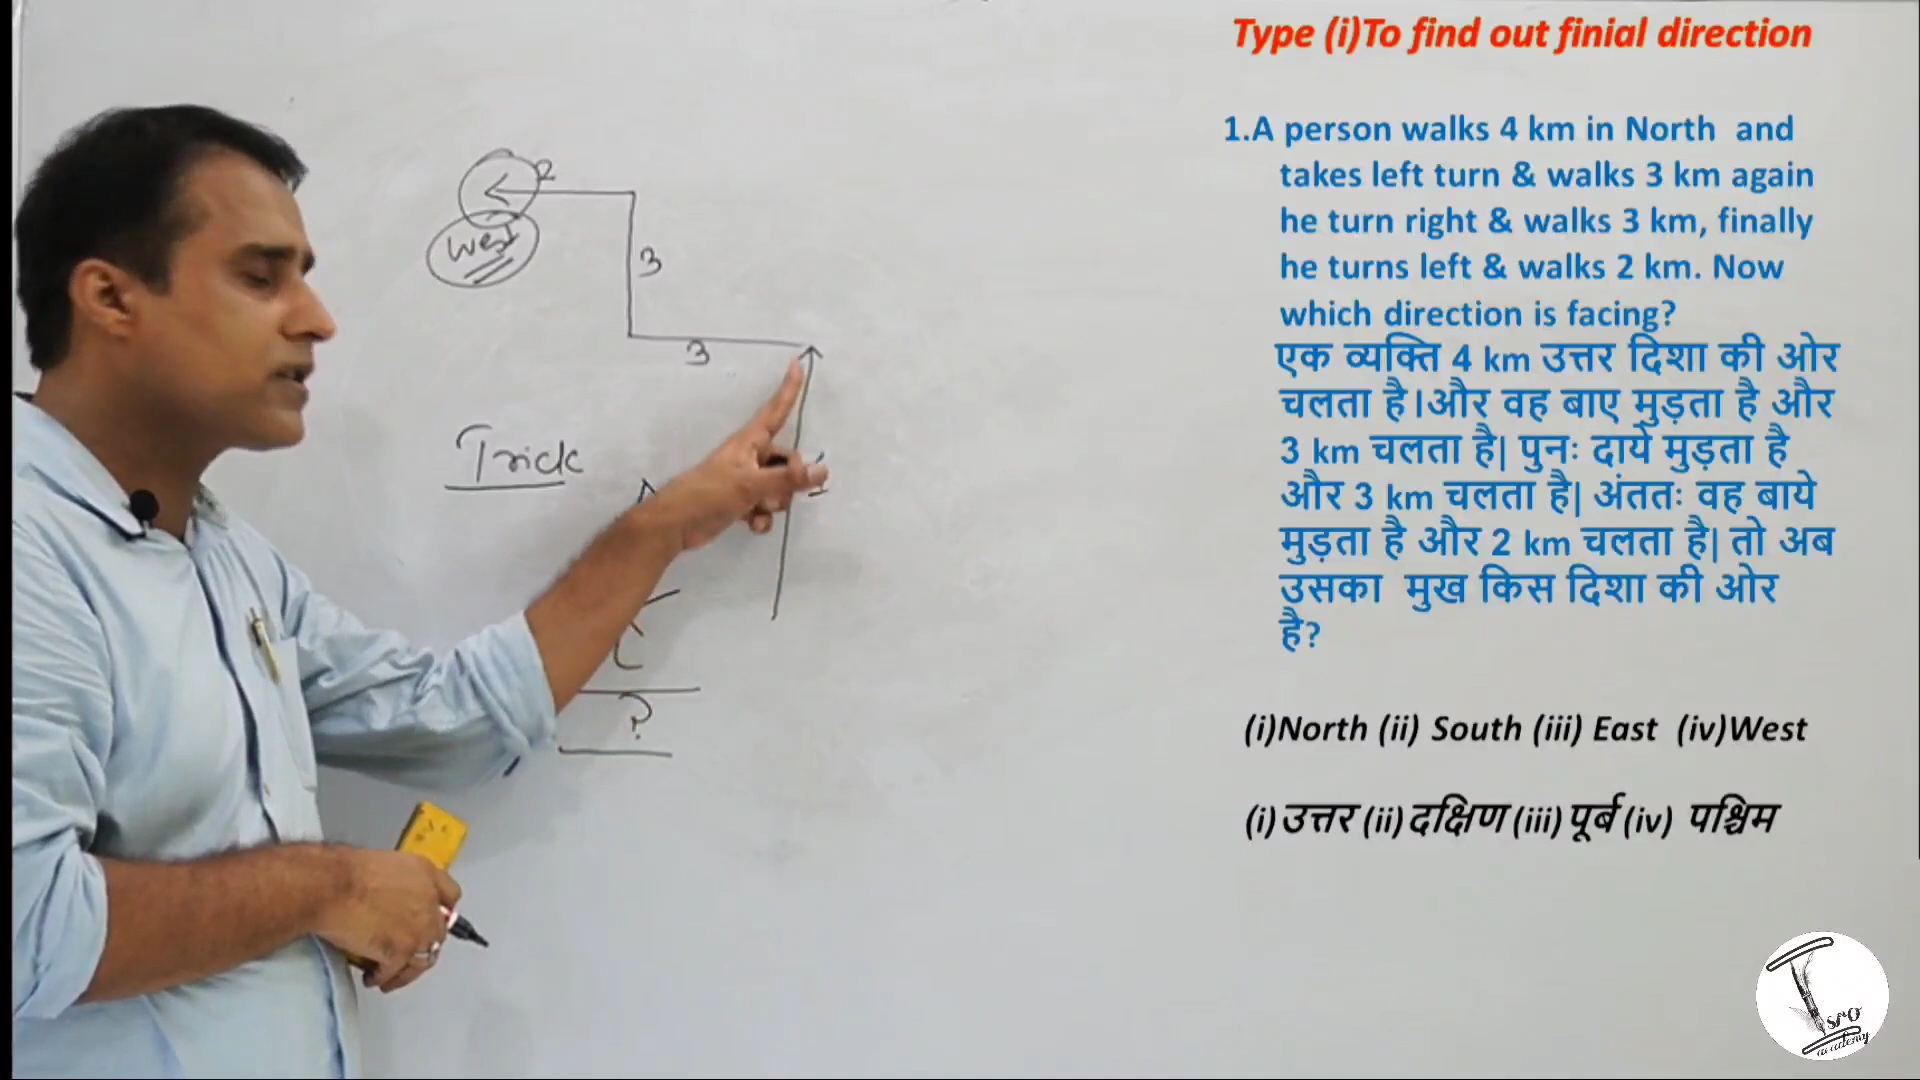 Type (i)To find out finial direction
1.A person walks 4 km in North and
takes left turn & walks 3 km again
he turn right & walks 3 km, finally
he turns left & walks 2 km. Now
which direction is facing?
एक व्यक्ति 4 km उत्तर दिशा की ओर
चलता है।और वह बाए मुड़ता है और
3 km चलता है| पुनः दाये मुड़ता है
और 3 km चलता है| अंततः वह बाये
मुड़ता है और 2 km चलता है| तो अब
उसका मुख किस दिशा की ओर
है?
(i)North (ii) South (iii) East (iv)West
(i) उत्तर (ii) दक्षिण (iii) पूर्ब (iv) पश्चिम
2
West
3
3
Trick
?
Isro
academy